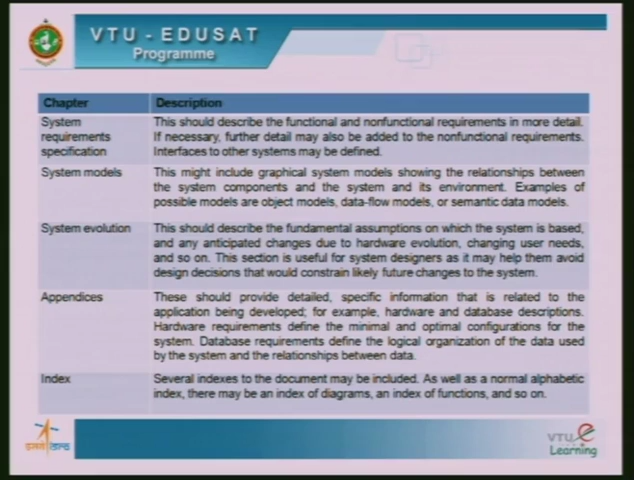 VTU - EDUSAT
Programme
Chapter Description
System requirements specification
This should describe the functional and nonfunctional requirements in more detail.
If necessary, further detail may also be added to the nonfunctional requirements.
Interfaces to other systems may be defined.
System models
This might include graphical system models showing the relationships between
the system components and the system and its environment. Examples of
possible models are object models, data-flow models, or semantic data models.
System evolution
This should describe the fundamental assumptions on which the system is based,
and any anticipated changes due to hardware evolution, changing user needs,
and so on. This section is useful for system designers as it may help them avoid
design decisions that would constrain likely future changes to the system.
Appendices
These should provide detailed, specific information that is related to the
application being developed; for example, hardware and database descriptions.
Hardware requirements define the minimal and optimal configurations for the
system. Database requirements define the logical organization of the data used
by the system and the relationships between data.
Index
Several indexes to the document may be included. As well as a normal alphabetic
index, there may be an index of diagrams, an index of functions, and so on.
इसरो isro
VTU e
Learning